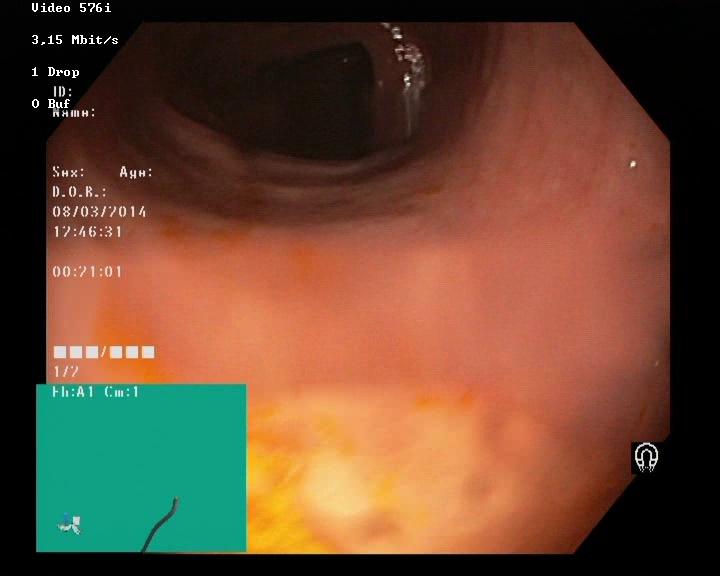 Video 576i
3,15 Mbit/s
1 Drop
ID:
0 Buf
Name:
Sex: Age:
D.O.B.:
08/03/2014
12:46:31
00:21:01
■■■/■■■
1/2
Eh:A1 Cm:1